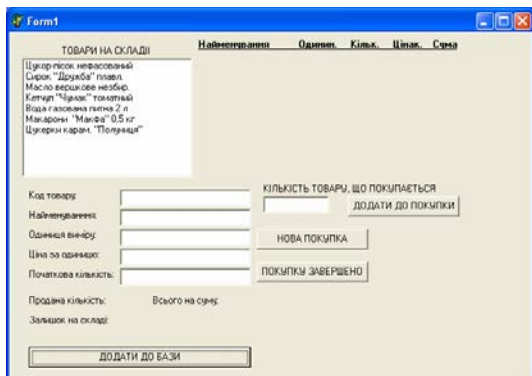 Form1
ТОВАРИ НА СКЛАДІ
Найменування Одиниц. Кільк. Цінак. Сума
Цукор-пісок нефасований
Сирок "Дружба" плавл.
Масло вершкове незбир.
Кетчуп "Чумак" томатный
Вода газована питна 2 л
Макарони "Макфа" 0,5 кг
Цукерки карам. "Полуниця"
Код товару:
Найменування:
Одиниця виміру:
Ціна за одиницю:
Початкова кількість:
КІЛЬКІСТЬ ТОВАРУ, ЩО ПОКУПАЄТЬСЯ
ДОДАТИ ДО ПОКУПКИ
НОВА ПОКУПКА
ПОКУПКУ ЗАВЕРШЕНО
Продана кількість: Всього на суму:
Залишок на складі:
ДОДАТИ ДО БАЗИ